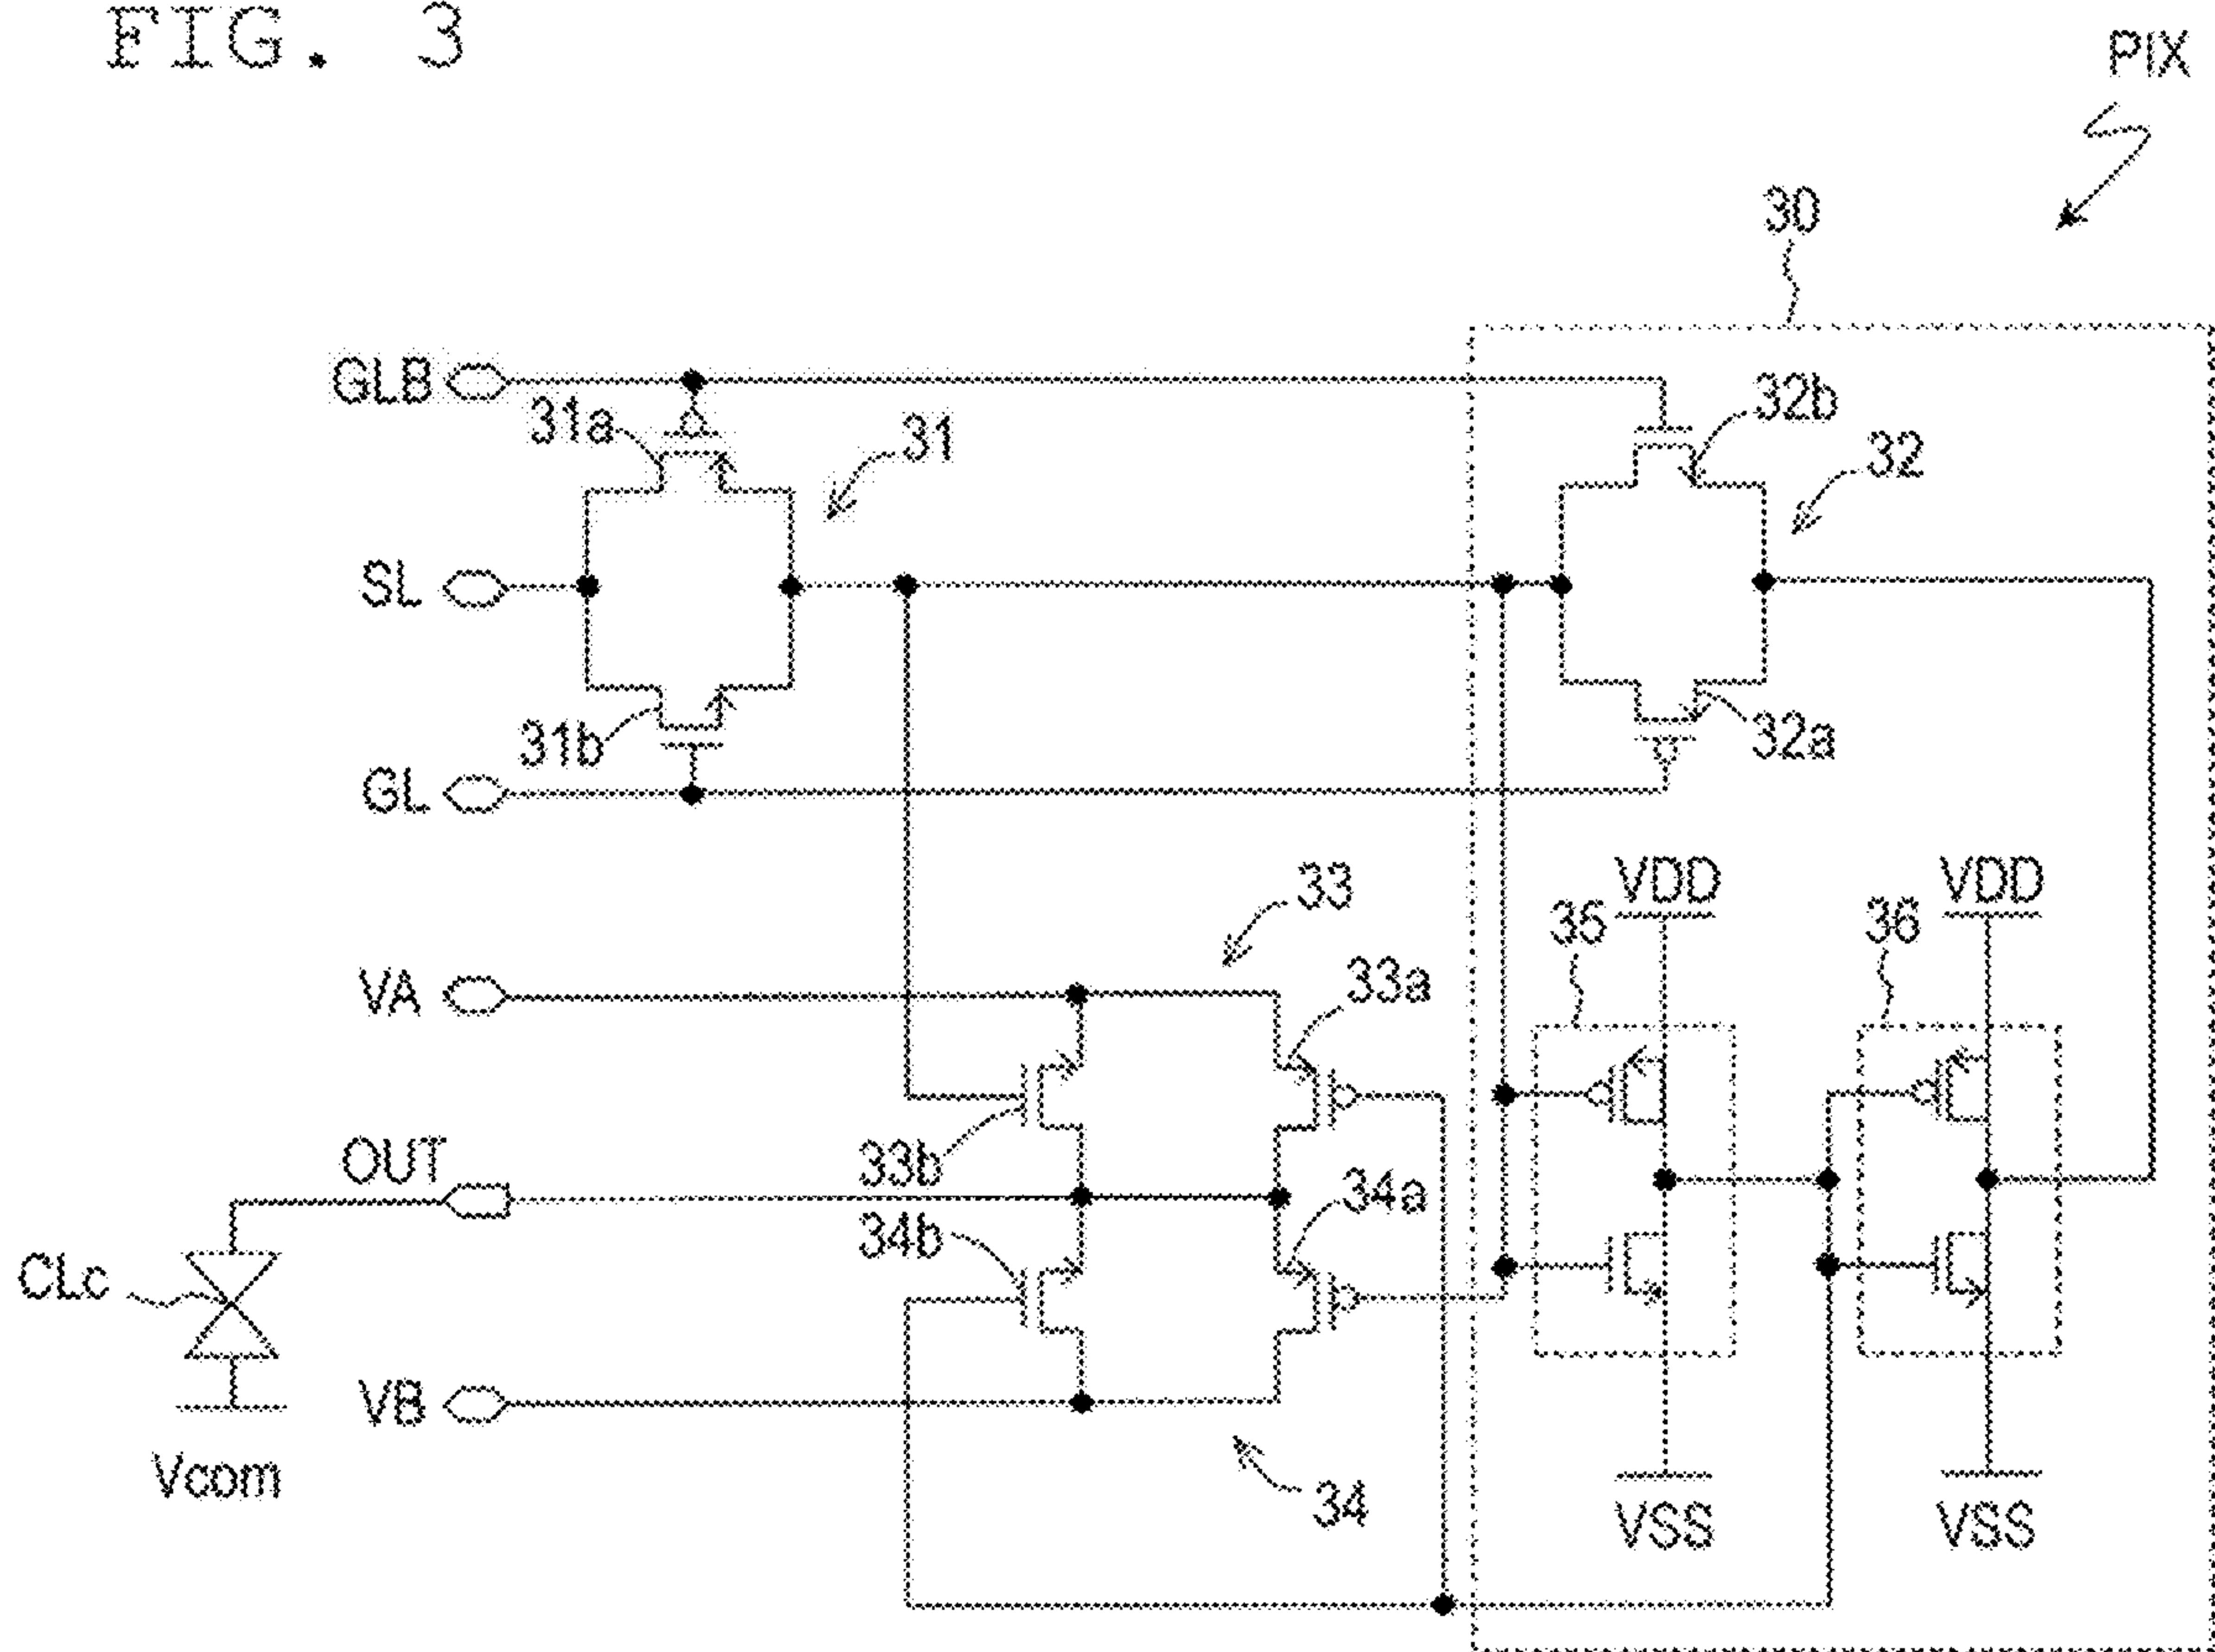 FIG. 3
PIX
30
GLB
31a
31
32b
32
SL
31b
32a
GL
33
VDD
VDD
35
36
VA
33a
OUT
33b
34a
34b
CLc
VB
Vcom
34
VSS
VSS